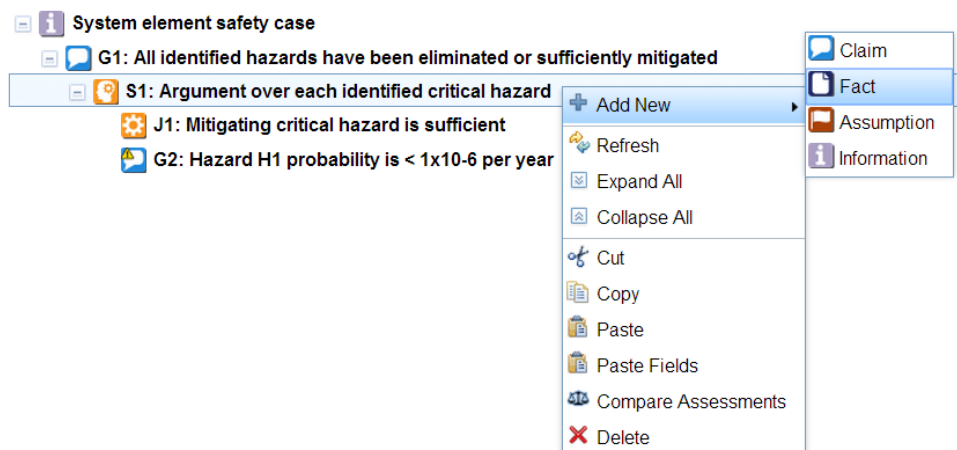 System element safety case
G1: All identified hazards have been eliminated or sufficiently mitigated
S1: Argument over each identified critical hazard
J1: Mitigating critical hazard is sufficient
G2: Hazard H1 probability is < 1x10-6 per year
Add New
Refresh
Expand All
Collapse All
Cut
Copy
Paste
Paste Fields
Compare Assessments
Delete
Claim
Fact
Assumption
Information